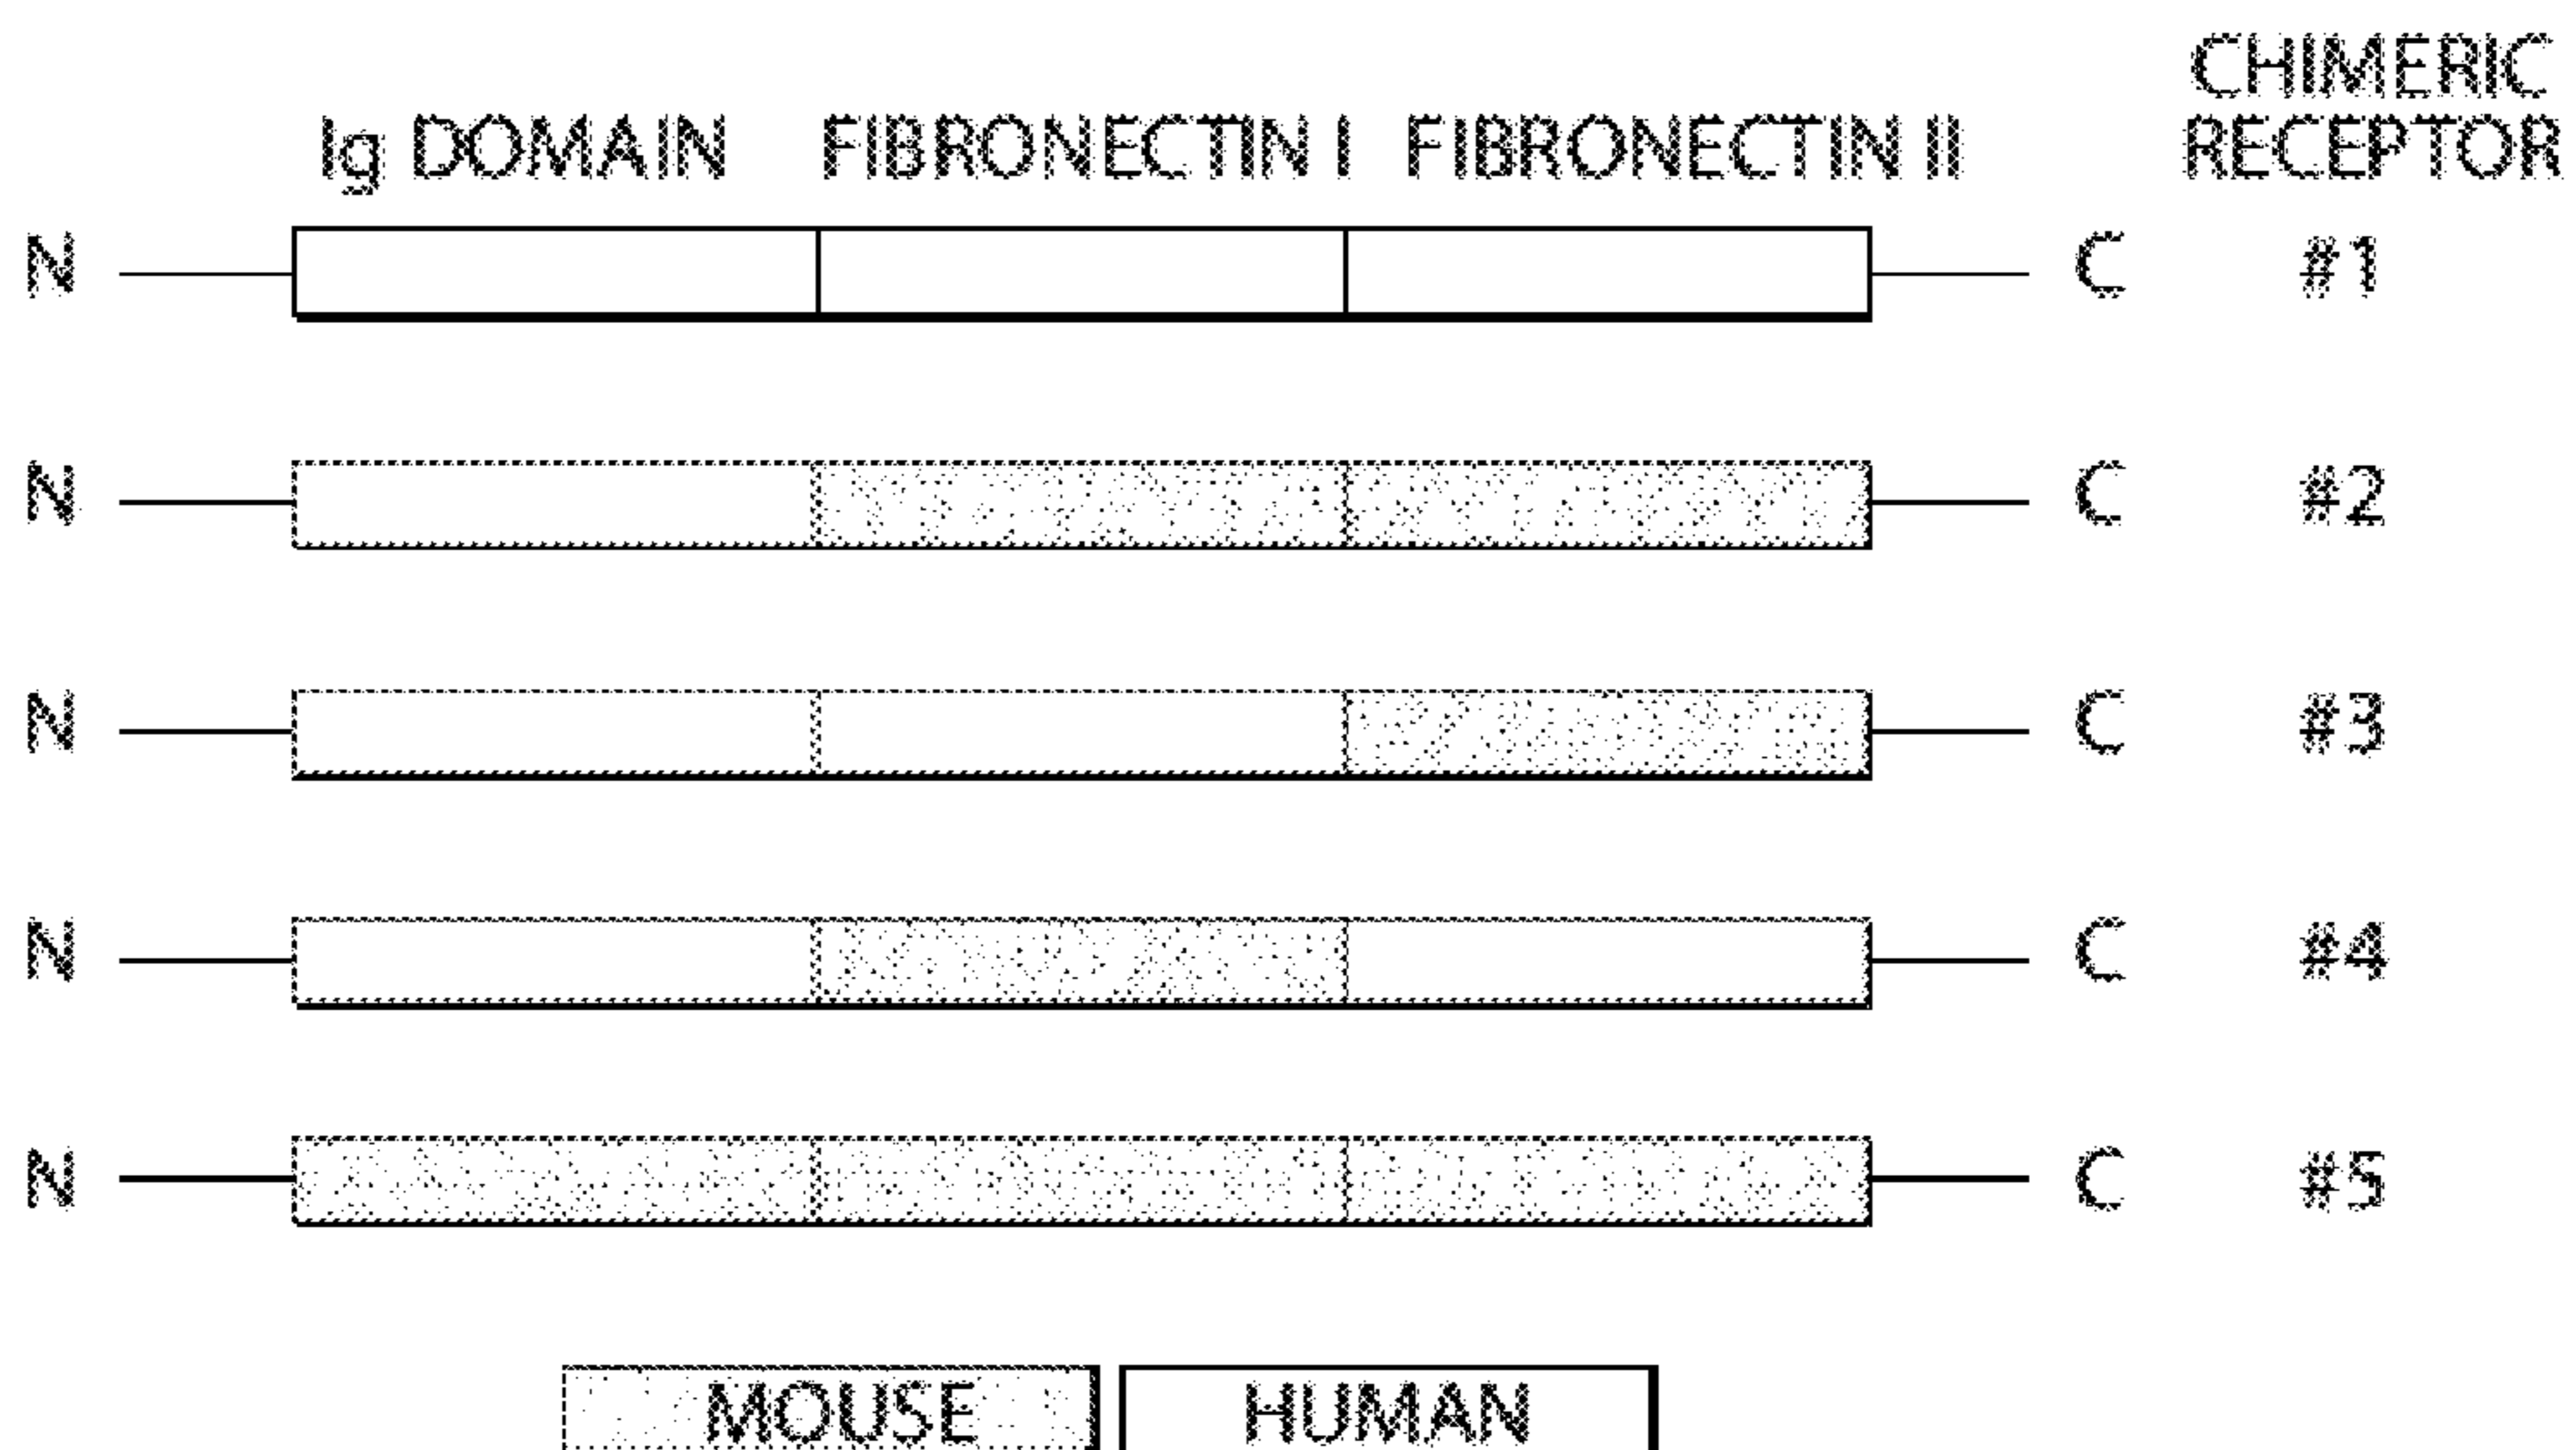 CHIMERIC
Ig DOMAIN FIBRONECTIN I FIBRONECTIN II RECEPTOR
N C #1
N C #2
N C #3
N C #4
N C #5
MOUSE HUMAN